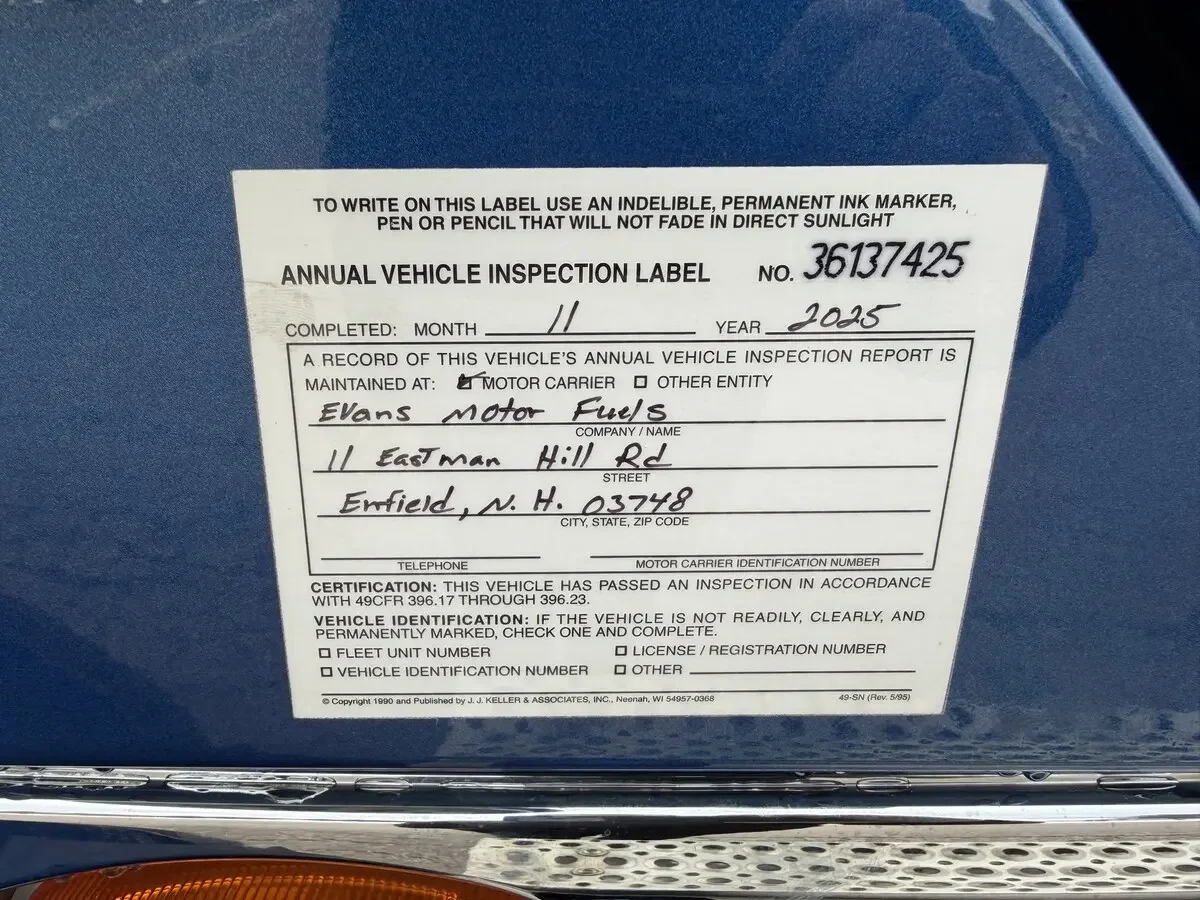 TO WRITE ON THIS LABEL USE AN INDELIBLE, PERMANENT INK MARKER,
PEN OR PENCIL THAT WILL NOT FADE IN DIRECT SUNLIGHT
ANNUAL VEHICLE INSPECTION LABEL NO. 36137425
COMPLETED: MONTH 11 YEAR 2025
A RECORD OF THIS VEHICLE'S ANNUAL VEHICLE INSPECTION REPORT IS
MAINTAINED AT: ☑ MOTOR CARRIER ☐ OTHER ENTITY
Evans Motor Fuels
COMPANY / NAME
11 Eastman Hill Rd
STREET
Enfield, N.H. 03748
CITY, STATE, ZIP CODE
TELEPHONE MOTOR CARRIER IDENTIFICATION NUMBER
CERTIFICATION: THIS VEHICLE HAS PASSED AN INSPECTION IN ACCORDANCE
WITH 49CFR 396.17 THROUGH 396.23.
VEHICLE IDENTIFICATION: IF THE VEHICLE IS NOT READILY, CLEARLY, AND
PERMANENTLY MARKED, CHECK ONE AND COMPLETE.
☐ FLEET UNIT NUMBER ☐ LICENSE / REGISTRATION NUMBER
☐ VEHICLE IDENTIFICATION NUMBER ☐ OTHER
© Copyright 1990 and Published by J. J. KELLER & ASSOCIATES, INC., Neenah, WI 54957-0368 49-SN (Rev. 5/95)